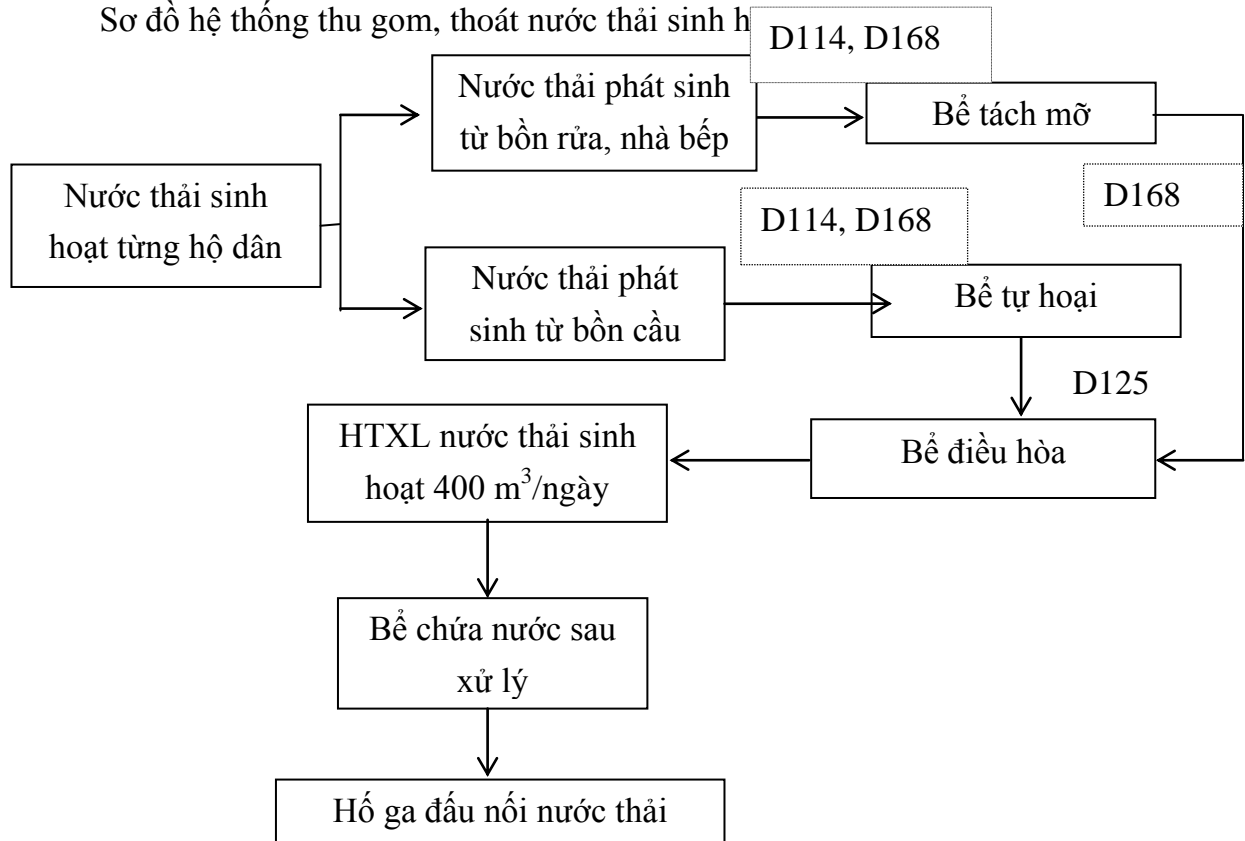 Sơ đồ hệ thống thu gom, thoát nước thải sinh h
D114, D168
Nước thải phát sinh
từ bồn rửa, nhà bếp
Bể tách mỡ
Nước thải sinh
hoạt từng hộ dân
D168
D114, D168
Nước thải phát
sinh từ bồn cầu
Bể tự hoại
D125
HTXL nước thải sinh
hoạt 400 m³/ngày
Bể điều hòa
Bể chứa nước sau
xử lý
Hố ga đấu nối nước thải